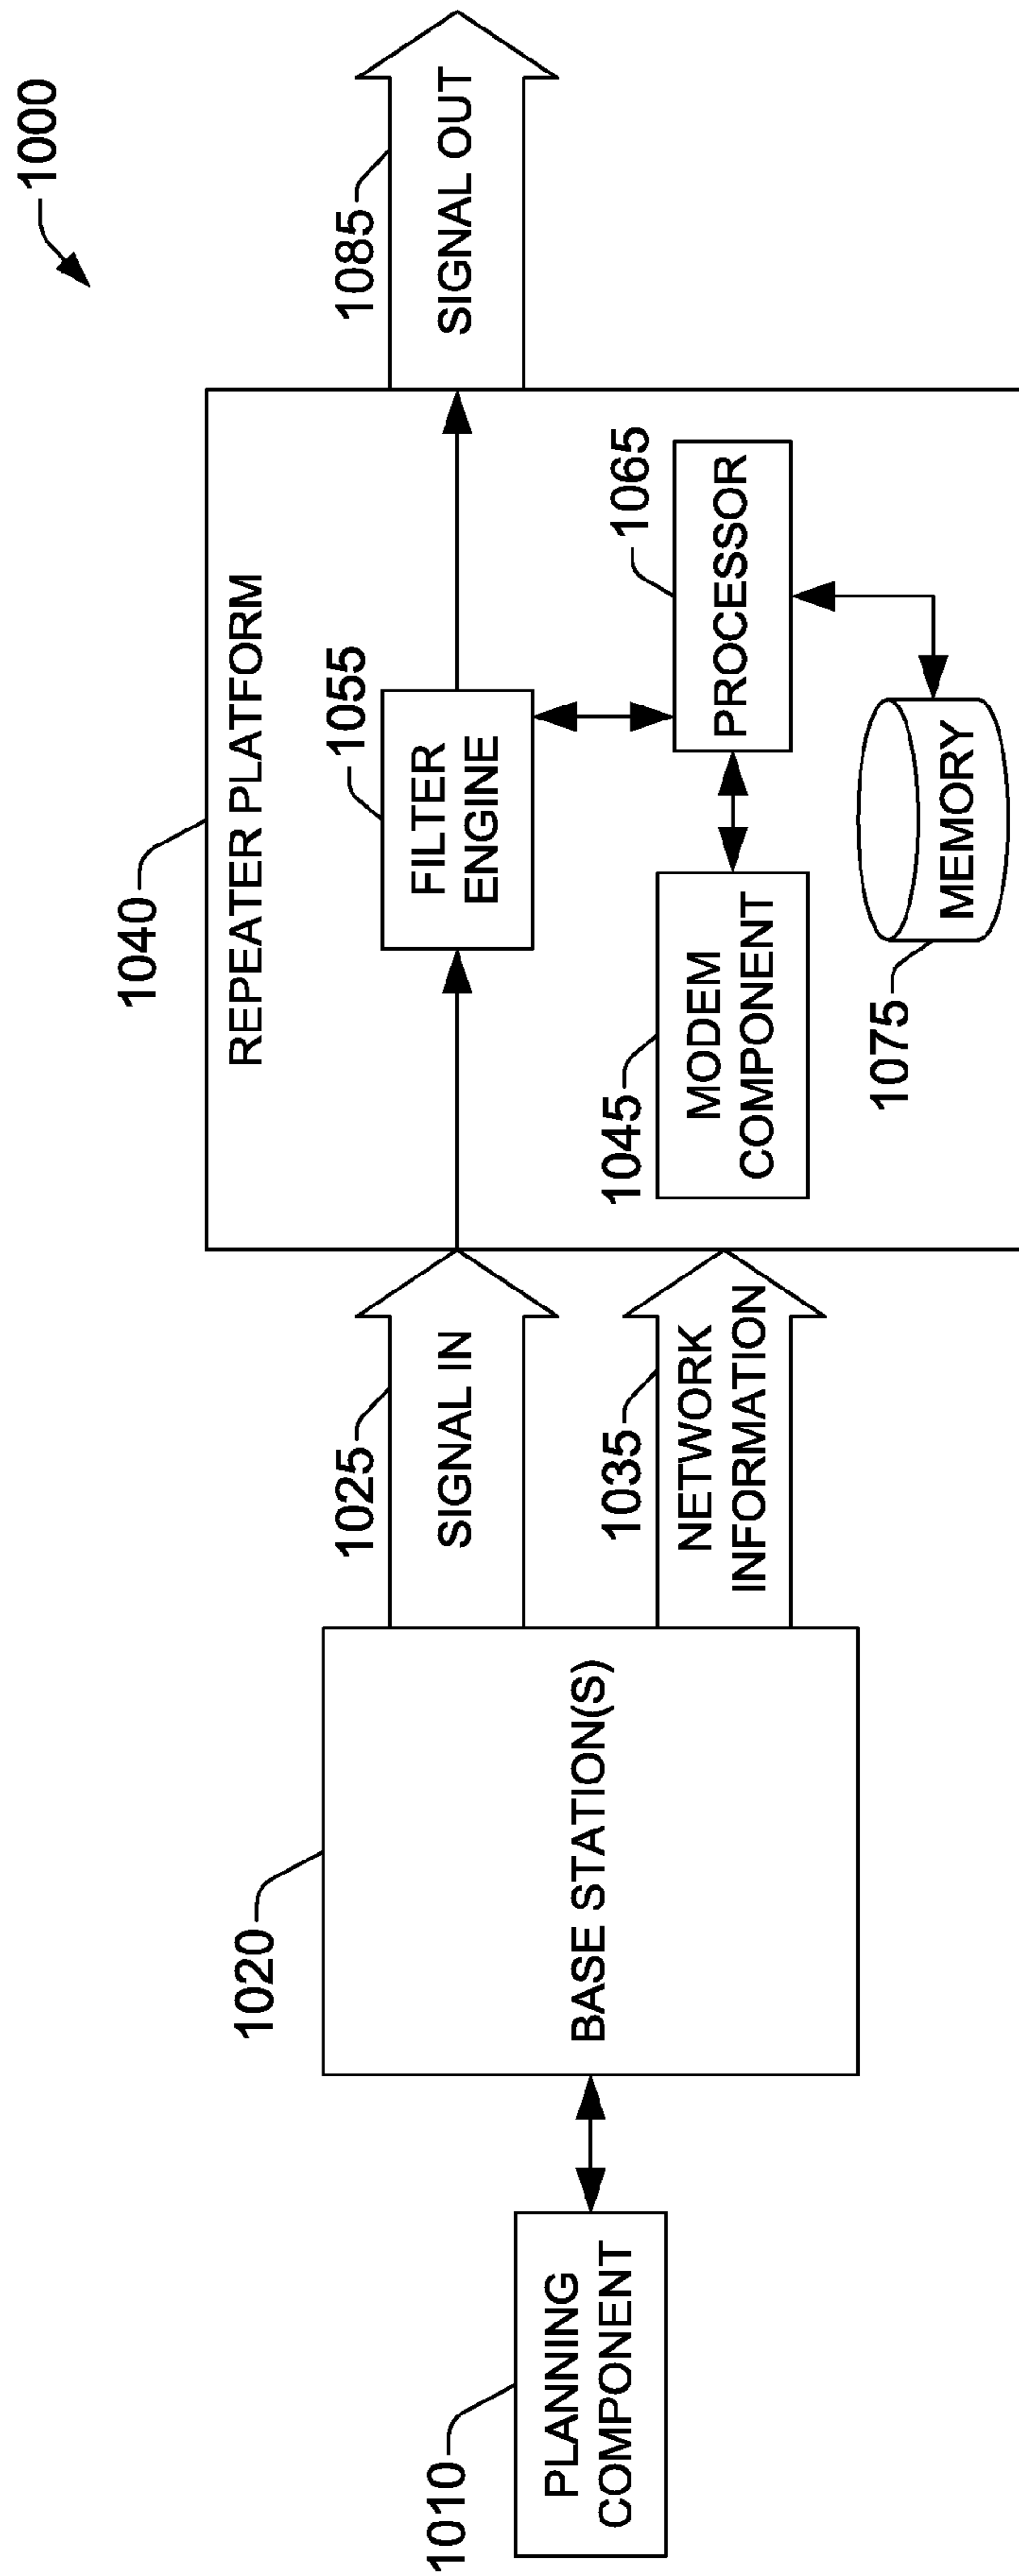 1000
1040
REPEATER PLATFORM
1085
SIGNAL OUT
1055
FILTER
ENGINE
1065
PROCESSOR
1045
MODEM
COMPONENT
1075
MEMORY
1025
SIGNAL IN
1035
NETWORK
INFORMATION
1020
BASE STATION(S)
1010
PLANNING
COMPONENT